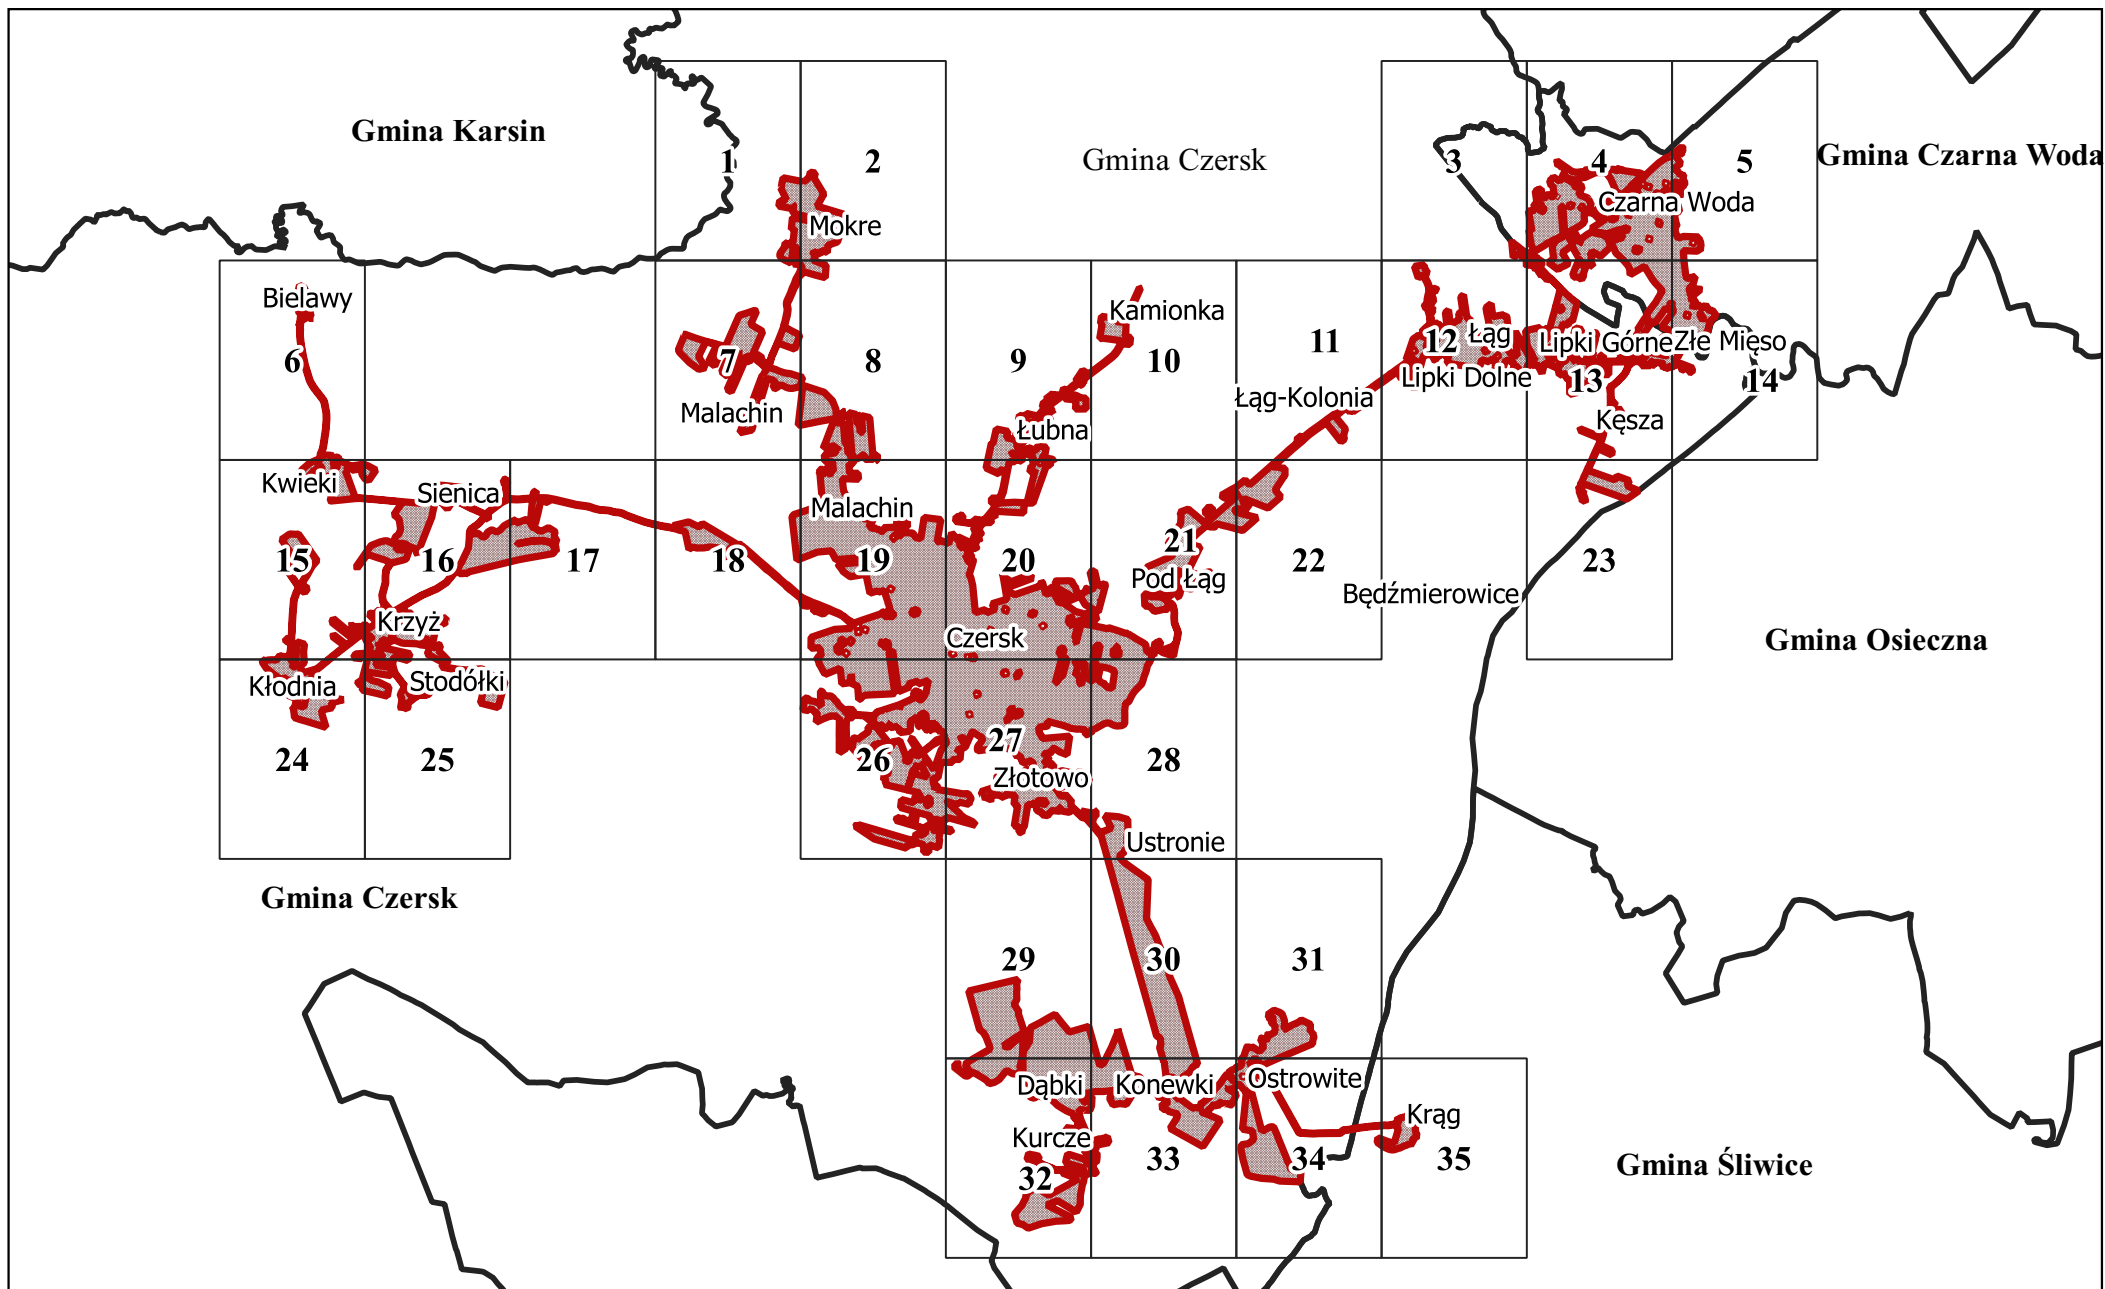 Gmina Karsin
Gmina Czersk
Gmina Czarna Woda
1
2
3
4
5
Mokre
Czarna Woda
Bielawy
Kamionka
6
7
8
9
10
11
12
Łąg
Lipki Górne
Złe Mięso
Lipki Dolne
13
14
Malachin
Łubna
Łąg-Kolonia
Kęsza
Kwieki
Sienica
Malachin
15
16
17
18
19
20
21
22
23
Pod Łąg
Będźmierowice
Krzyż
Czersk
Gmina Osieczna
Kłodnia
Stodółki
24
25
26
27
28
Złotowo
Ustronie
Gmina Czersk
29
30
31
Dąbki
Konewki
Ostrowite
Krąg
Kurcze
32
33
34
35
Gmina Śliwice